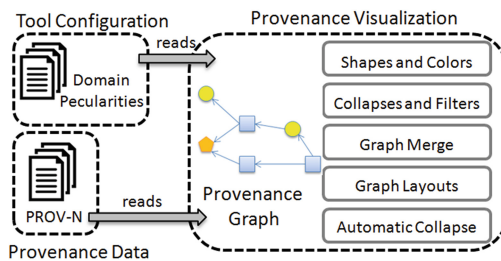 Tool Configuration
Provenance Visualization
reads
Domain
Pecularities
Shapes and Colors
Collapses and Filters
Graph Merge
Graph Layouts
Automatic Collapse
Provenance
Graph
PROV-N
reads
Provenance Data